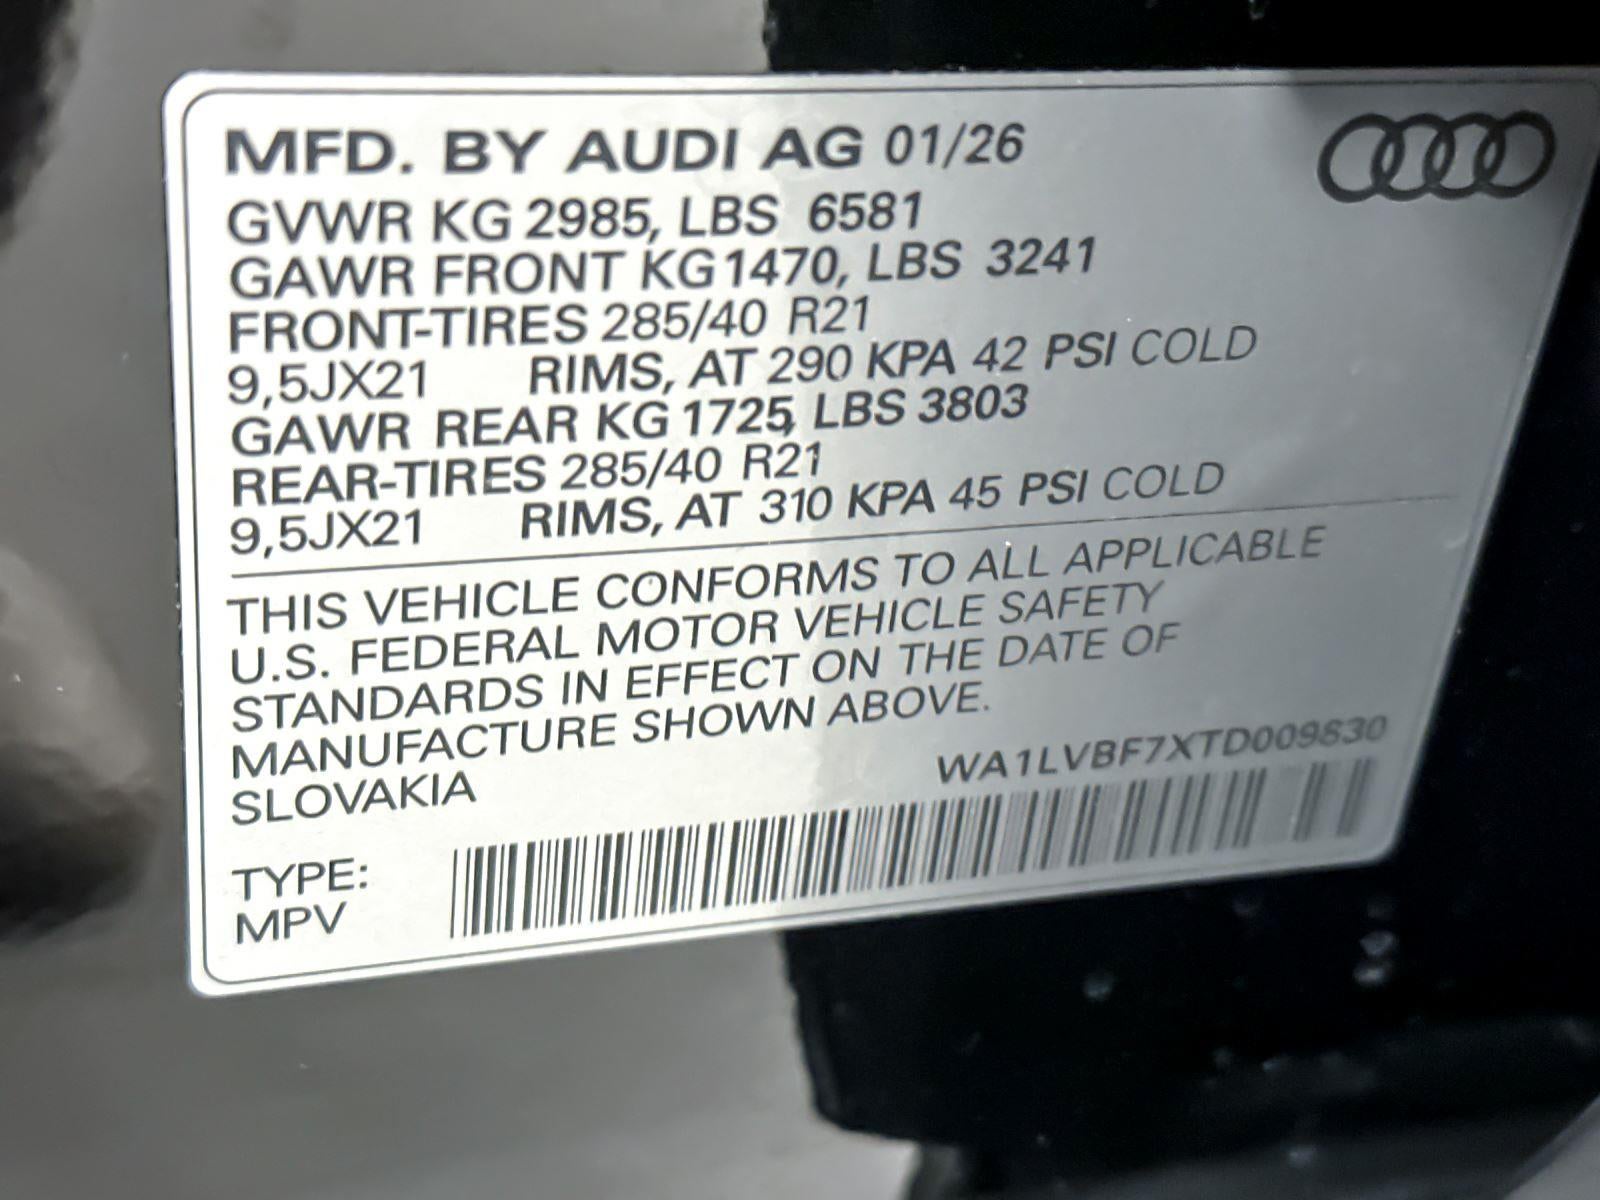 MFD. BY AUDI AG 01/26
GVWR KG 2985, LBS 6581
GAWR FRONT KG 1470, LBS 3241
FRONT-TIRES 285/40 R21
9,5JX21 RIMS, AT 290 KPA 42 PSI COLD
GAWR REAR KG 1725, LBS 3803
REAR-TIRES 285/40 R21
9,5JX21 RIMS, AT 310 KPA 45 PSI COLD
THIS VEHICLE CONFORMS TO ALL APPLICABLE
U.S. FEDERAL MOTOR VEHICLE SAFETY
STANDARDS IN EFFECT ON THE DATE OF
MANUFACTURE SHOWN ABOVE.
SLOVAKIA
WA1LVBF7XTD009830
TYPE:
MPV